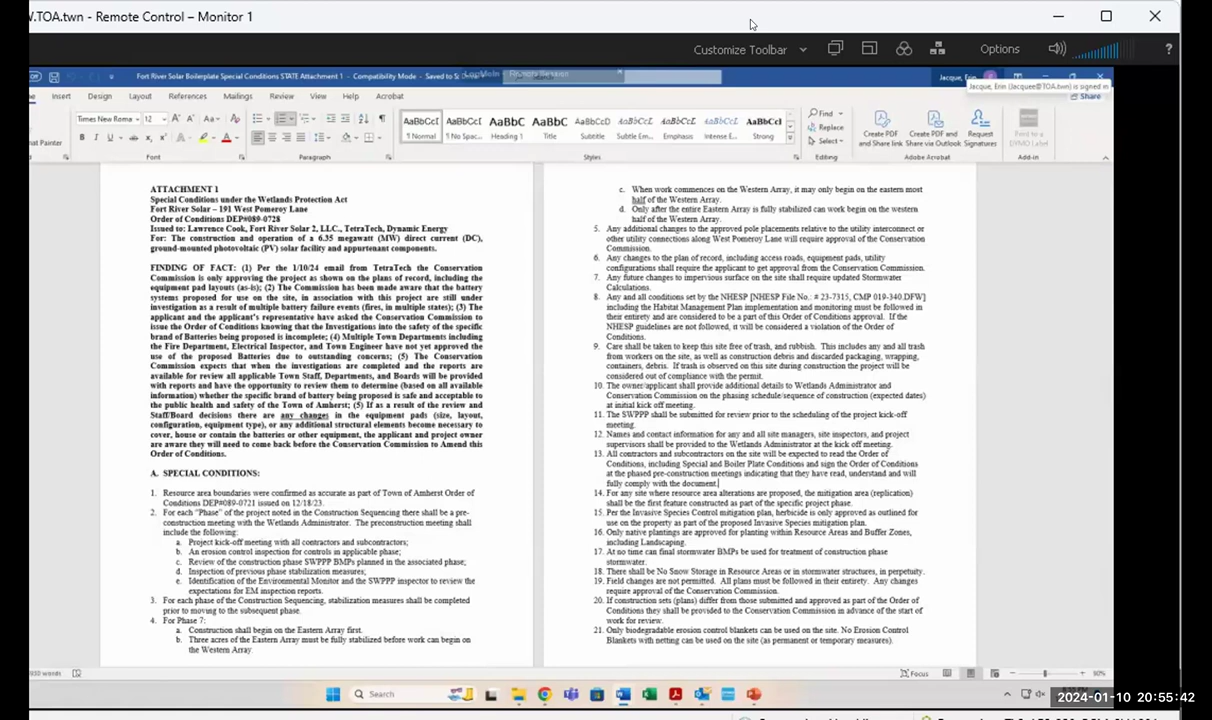 V.TOA.twn - Remote Control – Monitor 1
Customize Toolbar
Options
?
Fort River Solar Boilerplate Special Conditions STATE Attachment 1 - Compatibility Mode - Saved to
Jacque, Erin
Jacque, Erin (Jacquee@TOA.twn) is signed in
Insert Design Layout References Mailings Review View Help Acrobat
Share
Times New Roma 12
AaBbCcI AaBbCcI AaBbC AaBbC AaBbCcD AaBbCcL AaBbCcL AaBbCcL AaBbCcI
Find
Replace
Select
Create PDF and Share link
Create PDF and Share via Outlook
Request Signatures
mat Painter
1 Normal 1 No Spac... Heading 1 Title Subtitle Subtle Em... Emphasis Intense E... Strong
Font Paragraph Styles Editing Adobe Acrobat Add-in
ATTACHMENT 1
Special Conditions under the Wetlands Protection Act
Fort River Solar – 191 West Pomeroy Lane
Order of Conditions DEP#089-0728
Issued to: Lawrence Cook, Fort River Solar 2, LLC., TetraTech, Dynamic Energy
For: The construction and operation of a 6.35 megawatt (MW) direct current (DC),
ground-mounted photovoltaic (PV) solar facility and appurtenant components.
FINDING OF FACT: (1) Per the 1/10/24 email from TetraTech the Conservation
Commission is only approving the project as shown on the plans of record, including the
equipment pad layouts (as-is); (2) The Commission has been made aware that the battery
systems proposed for use on the site, in association with this project are still under
investigation as a result of multiple battery failure events (fires, in multiple states); (3) The
applicant and the applicant's representative have asked the Conservation Commission to
issue the Order of Conditions knowing that the Investigations into the safety of the specific
brand of Batteries being proposed is incomplete; (4) Multiple Town Departments including
the Fire Department, Electrical Inspector, and Town Engineer have not yet approved the
use of the proposed Batteries due to outstanding concerns; (5) The Conservation
Commission expects that when the investigations are completed and the reports are
available for review all applicable Town Staff, Departments, and Boards will be provided
with reports and have the opportunity to review them to determine (based on all available
information) whether the specific brand of battery being proposed is safe and acceptable to
the public health and safety of the Town of Amherst; (5) If as a result of the review and
Staff/Board decisions there are any changes in the equipment pads (size, layout,
configuration, equipment type), or any additional structural elements become necessary to
cover, house or contain the batteries or other equipment, the applicant and project owner
are aware they will need to come back before the Conservation Commission to Amend this
Order of Conditions.
A. SPECIAL CONDITIONS:
1. Resource area boundaries were confirmed as accurate as part of Town of Amherst Order of
Conditions DEP#089-0721 issued on 12/18/23.
2. For each "Phase" of the project noted in the Construction Sequencing there shall be a pre-
construction meeting with the Wetlands Administrator. The preconstruction meeting shall
include the following:
a. Project kick-off meeting with all contractors and subcontractors;
b. An erosion control inspection for controls in applicable phase;
c. Review of the construction phase SWPPP BMPs planned in the associated phase;
d. Inspection of previous phase stabilization measures;
e. Identification of the Environmental Monitor and the SWPPP inspector to review the
expectations for EM inspection reports.
3. For each phase of the Construction Sequencing, stabilization measures shall be completed
prior to moving to the subsequent phase.
4. For Phase 7:
a. Construction shall begin on the Eastern Array first.
b. Three acres of the Eastern Array must be fully stabilized before work can begin on
the Western Array.
c. When work commences on the Western Array, it may only begin on the eastern most
half of the Western Array.
d. Only after the entire Eastern Array is fully stabilized can work begin on the western
half of the Western Array.
5. Any additional changes to the approved pole placements relative to the utility interconnect or
other utility connections along West Pomeroy Lane will require approval of the Conservation
Commission.
6. Any changes to the plan of record, including access roads, equipment pads, utility
configurations shall require the applicant to get approval from the Conservation Commission.
7. Any future changes to impervious surface on the site shall require updated Stormwater
Calculations.
8. Any and all conditions set by the NHESP [NHESP File No.: # 23-7315, CMP 019-340.DFW]
including the Habitat Management Plan implementation and monitoring must be followed in
their entirety and are considered to be a part of this Order of Conditions approval. If the
NHESP guidelines are not followed, it will be considered a violation of the Order of
Conditions.
9. Care shall be taken to keep this site free of trash, and rubbish. This includes any and all trash
from workers on the site, as well as construction debris and discarded packaging, wrapping,
containers, debris. If trash is observed on this site during construction the project will be
considered out of compliance with the permit.
10. The owner/applicant shall provide additional details to Wetlands Administrator and
Conservation Commission on the phasing schedule/sequence of construction (expected dates)
at initial kick off meeting.
11. The SWPPP shall be submitted for review prior to the scheduling of the project kick-off
meeting.
12. Names and contact information for any and all site managers, site inspectors, and project
supervisors shall be provided to the Wetlands Administrator at the kick off meeting.
13. All contractors and subcontractors on the site will be expected to read the Order of
Conditions, including Special and Boiler Plate Conditions and sign the Order of Conditions
at the phased pre-construction meetings indicating that they have read, understand and will
fully comply with the document.
14. For any site where resource area alterations are proposed, the mitigation area (replication)
shall be the first feature constructed as part of the specific project phase.
15. Per the Invasive Species Control mitigation plan, herbicide is only approved as outlined for
use on the property as part of the proposed Invasive Species mitigation plan.
16. Only native plantings are approved for planting within Resource Areas and Buffer Zones,
including Landscaping.
17. At no time can final stormwater BMPs be used for treatment of construction phase
stormwater.
18. There shall be No Snow Storage in Resource Areas or in stormwater structures, in perpetuity.
19. Field changes are not permitted. All plans must be followed in their entirety. Any changes
require approval of the Conservation Commission.
20. If construction sets (plans) differ from those submitted and approved as part of the Order of
Conditions they shall be provided to the Conservation Commission in advance of the start of
work for review.
21. Only biodegradable erosion control blankets can be used on the site. No Erosion Control
Blankets with netting can be used on the site (as permanent or temporary measures).
Focus
90%
Search
2024-01-10 20:55:42